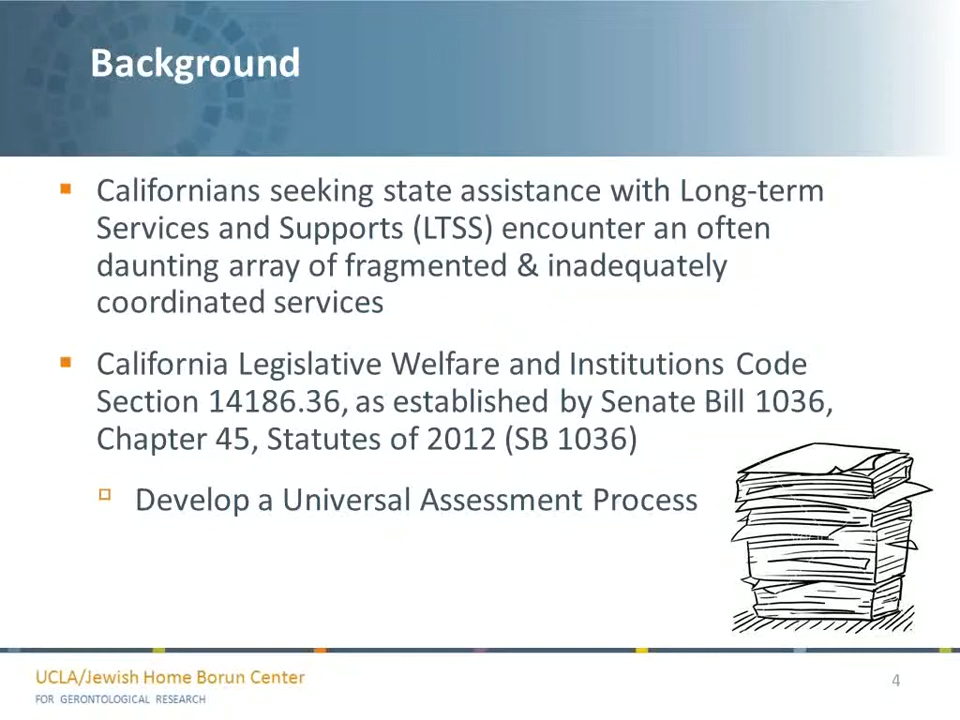 Background
Californians seeking state assistance with Long-term
Services and Supports (LTSS) encounter an often
daunting array of fragmented & inadequately
coordinated services
California Legislative Welfare and Institutions Code
Section 14186.36, as established by Senate Bill 1036,
Chapter 45, Statutes of 2012 (SB 1036)
Develop a Universal Assessment Process
UCLA/Jewish Home Borun Center
FOR GERONTOLOGICAL RESEARCH
4